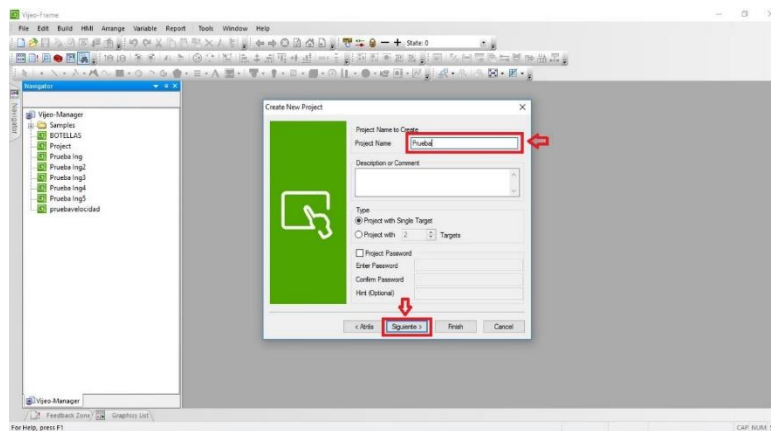 Vijeo-Frame
File Edit Build HMI Arrange Variable Report Tools Window Help
State: 0
Navigator
Navigator
Vijeo-Manager
Samples
BOTELLAS
Project
Prueba Ing
Prueba Ing2
Prueba Ing3
Prueba Ing4
Prueba Ing5
pruebavelocidad
Create New Project
Project Name to Create
Project Name Prueba
Description or Comment
Type
Project with Single Target
Project with 2 Targets
Project Password
Enter Password
Confirm Password
Hint (Optional)
< Atrás Siguiente > Finish Cancel
Vijeo-Manager
Feedback Zone Graphics List
For Help, press F1
CAP NUM